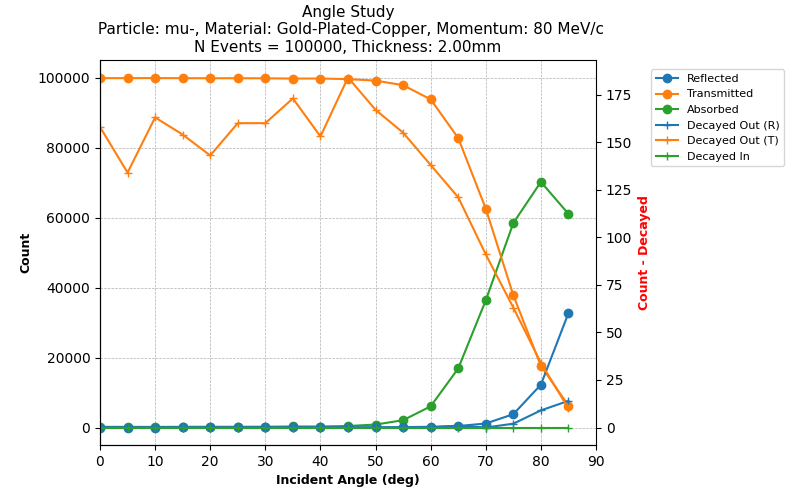 Angle Study
Particle: mu-, Material: Gold-Plated-Copper, Momentum: 80 MeV/c
N Events = 100000, Thickness: 2.00mm
100000
80000
60000
40000
20000
0
Count
0 10 20 30 40 50 60 70 80 90
Incident Angle (deg)
175
150
125
100
75
50
25
0
Count - Decayed
Reflected
Transmitted
Absorbed
Decayed Out (R)
Decayed Out (T)
Decayed In